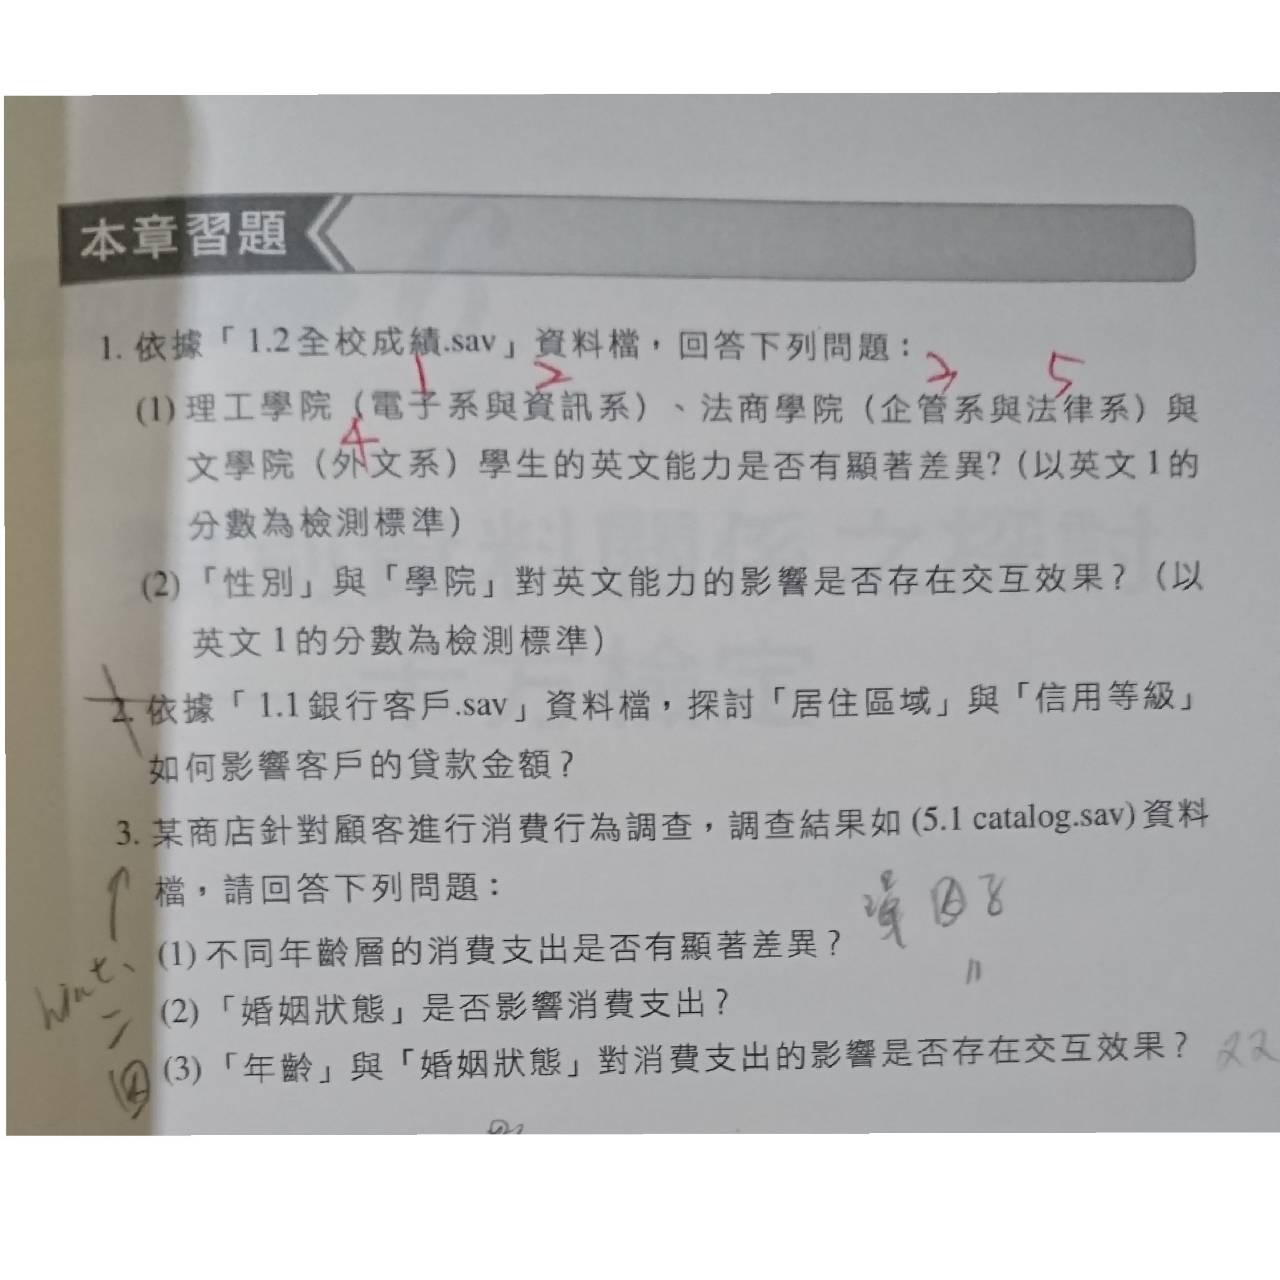 本章習題
1. 依據「1.2全校成績.sav」資料檔，回答下列問題：
1 2 3 5
(1) 理工學院（電子系與資訊系）、法商學院（企管系與法律系）與
4
文學院（外文系）學生的英文能力是否有顯著差異？（以英文1的
分數為檢測標準）
(2) 「性別」與「學院」對英文能力的影響是否存在交互效果？（以
英文1的分數為檢測標準）
2. 依據「1.1銀行客戶.sav」資料檔，探討「居住區域」與「信用等級」
如何影響客戶的貸款金額？
3. 某商店針對顧客進行消費行為調查，調查結果如 (5.1 catalog.sav) 資料
檔，請回答下列問題：
單因子
(1) 不同年齡層的消費支出是否有顯著差異？
hint、
〃
(2) 「婚姻狀態」是否影響消費支出？
二
(3) 「年齡」與「婚姻狀態」對消費支出的影響是否存在交互效果？
因